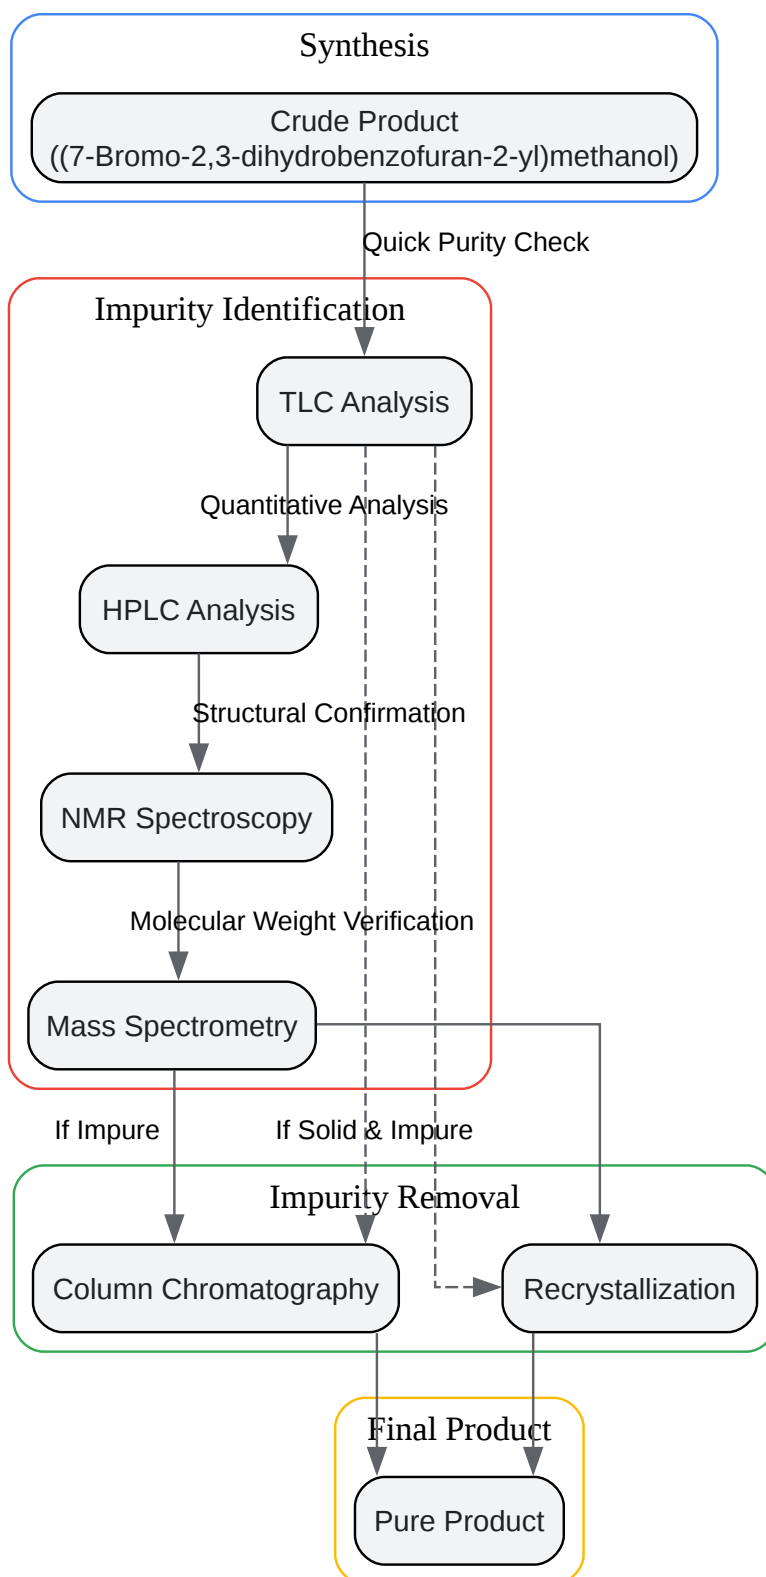 Synthesis
Crude Product
((7-Bromo-2,3-dihydrobenzofuran-2-yl)methanol)
Quick Purity Check
Impurity Identification
TLC Analysis
Quantitative Analysis
HPLC Analysis
Structural Confirmation
NMR Spectroscopy
Molecular Weight Verification
Mass Spectrometry
If Impure
If Solid & Impure
Impurity Removal
Column Chromatography
Recrystallization
Final Product
Pure Product